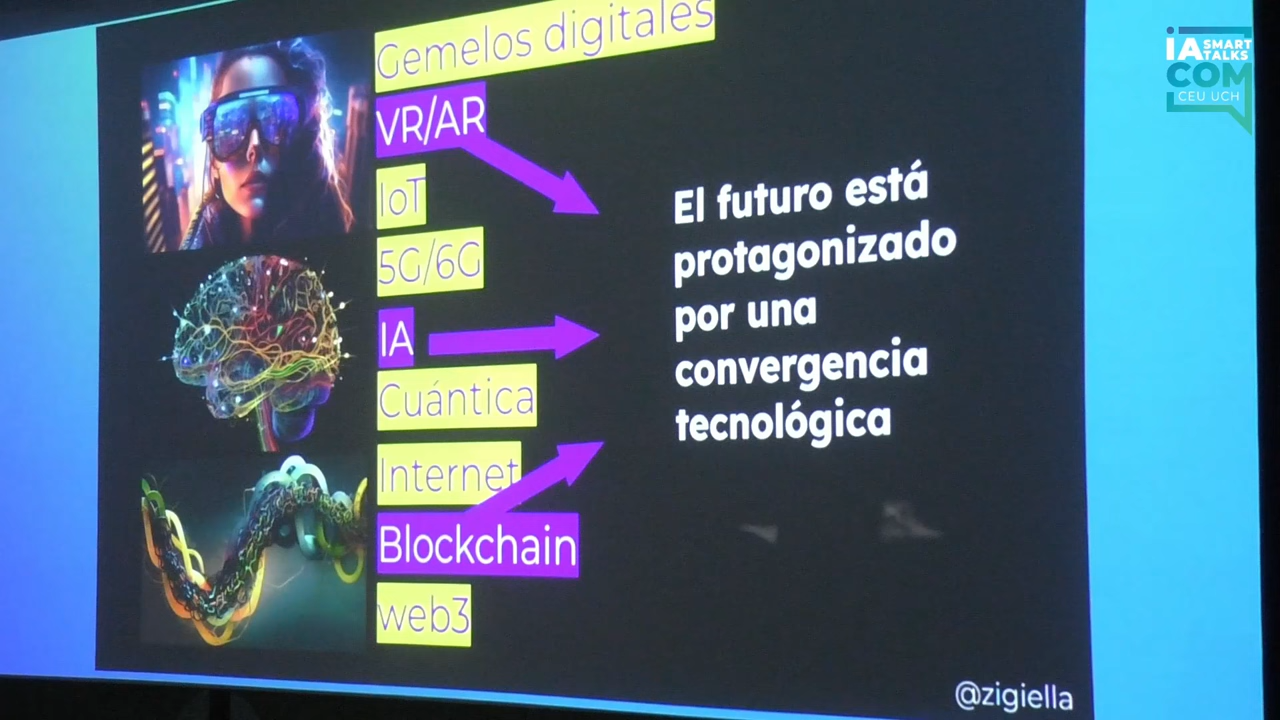 Gemelos digitales
VR/AR
IoT
5G/6G
IA
Cuántica
Internet
Blockchain
web3
El futuro está
protagonizado
por una
convergencia
tecnológica
@zigiella
iA SMART
TALKS
COM
CEU UCH